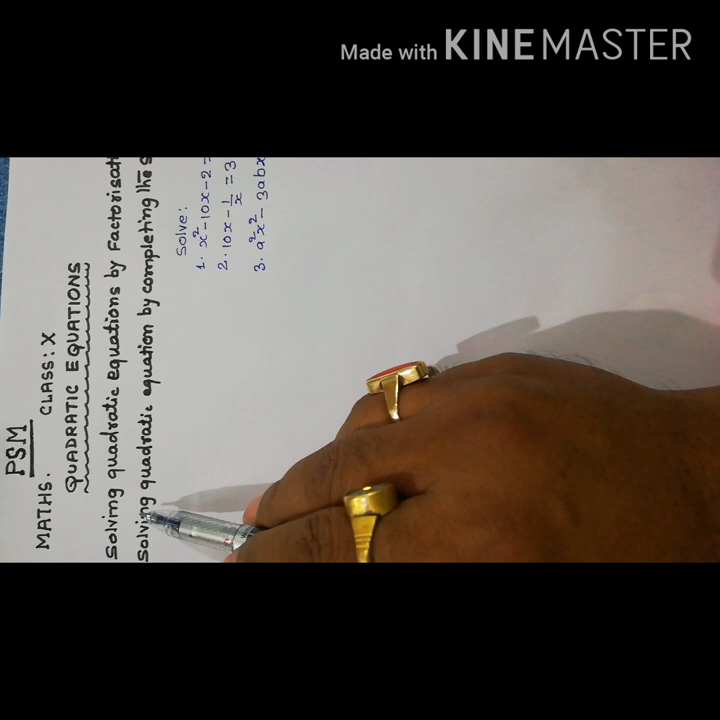 Made with KINEMASTER
PSM
MATHS. CLASS: X
QUADRATIC EQUATIONS
Solving quadratic equations by Factorisat
Solving quadratic equation by completing the s
Solve:
1. x²-10x-2=
2. 10x - 1/x = 3
3. a²x² - 3abx